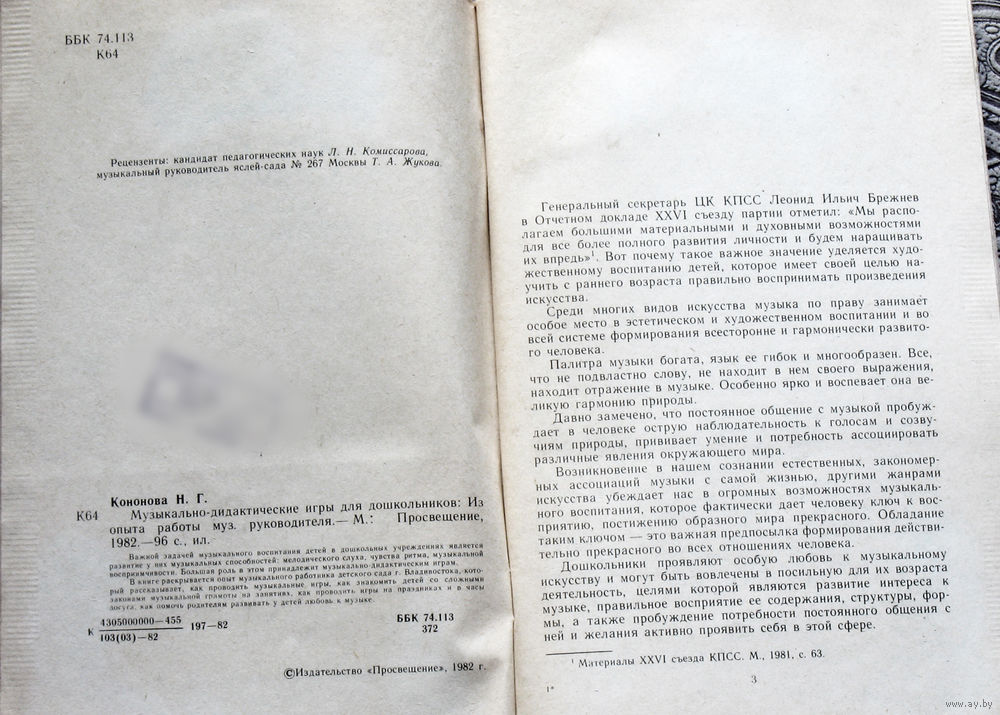 ББК 74.113
К64
Рецензенты: кандидат педагогических наук Л. Н. Комиссарова,
музыкальный руководитель яслей-сада № 267 Москвы Т. А. Жукова.
Кононова Н. Г.
К64 Музыкально-дидактические игры для дошкольников: Из
опыта работы муз. руководителя.— М.: Просвещение,
1982.—96 с., ил.
Важной задачей музыкального воспитания детей в дошкольных учреждениях является
развитие у них музыкальных способностей: мелодического слуха, чувства ритма, музыкальной
восприимчивости. Большая роль в этом принадлежит музыкально-дидактическим играм.
В книге раскрывается опыт музыкального работника детского сада г. Владивостока, кото-
рый рассказывает, как проводить музыкальные игры, как знакомить детей со сложными
законами музыкальной грамоты на занятиях, как проводить игры на праздниках и в часы
досуга, как помочь родителям развивать у детей любовь к музыке.
К 4305000000—455
103(03)—82 197—82
ББК 74.113
372
©Издательство «Просвещение», 1982 г.
Генеральный секретарь ЦК КПСС Леонид Ильич Брежнев
в Отчетном докладе XXVI съезду партии отметил: «Мы распо-
лагаем большими материальными и духовными возможностями
для все более полного развития личности и будем наращивать
их впредь»¹. Вот почему такое важное значение уделяется худо-
жественному воспитанию детей, которое имеет своей целью на-
учить с раннего возраста правильно воспринимать произведения
искусства.
Среди многих видов искусства музыка по праву занимает
особое место в эстетическом и художественном воспитании и во
всей системе формирования всесторонне и гармонически развито-
го человека.
Палитра музыки богата, язык ее гибок и многообразен. Все,
что не подвластно слову, не находит в нем своего выражения,
находит отражение в музыке. Особенно ярко и воспевает она ве-
ликую гармонию природы.
Давно замечено, что постоянное общение с музыкой пробуж-
дает в человеке острую наблюдательность к голосам и созву-
чиям природы, прививает умение и потребность ассоциировать
различные явления окружающего мира.
Возникновение в нашем сознании естественных, закономер-
ных ассоциаций музыки с самой жизнью, другими жанрами
искусства убеждает нас в огромных возможностях музыкаль-
ного воспитания, которое фактически дает человеку ключ к вос-
приятию, постижению образного мира прекрасного. Обладание
таким ключом — это важная предпосылка формирования действи-
тельно прекрасного во всех отношениях человека.
Дошкольники проявляют особую любовь к музыкальному
искусству и могут быть вовлечены в посильную для их возраста
деятельность, целями которой являются развитие интереса к
музыке, правильное восприятие ее содержания, структуры, фор-
мы, а также пробуждение потребности постоянного общения с
ней и желания активно проявить себя в этой сфере.
¹ Материалы XXVI съезда КПСС. М., 1981, с. 63.
1*
3
www.ay.by